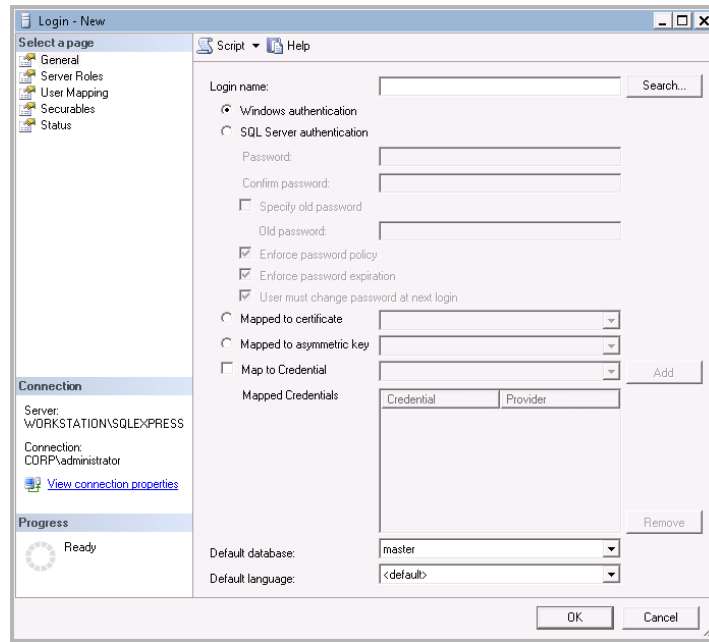 Login - New
Select a page
General
Server Roles
User Mapping
Securables
Status
Script Help
Login name: Search...
Windows authentication
SQL Server authentication
Password:
Confirm password:
Specify old password
Old password:
Enforce password policy
Enforce password expiration
User must change password at next login
Mapped to certificate
Mapped to asymmetric key
Map to Credential Add
Mapped Credentials Credential Provider
Remove
Default database: master
Default language: <default>
Connection
Server:
WORKSTATION\SQLEXPRESS
Connection:
CORP\administrator
View connection properties
Progress
Ready
OK Cancel